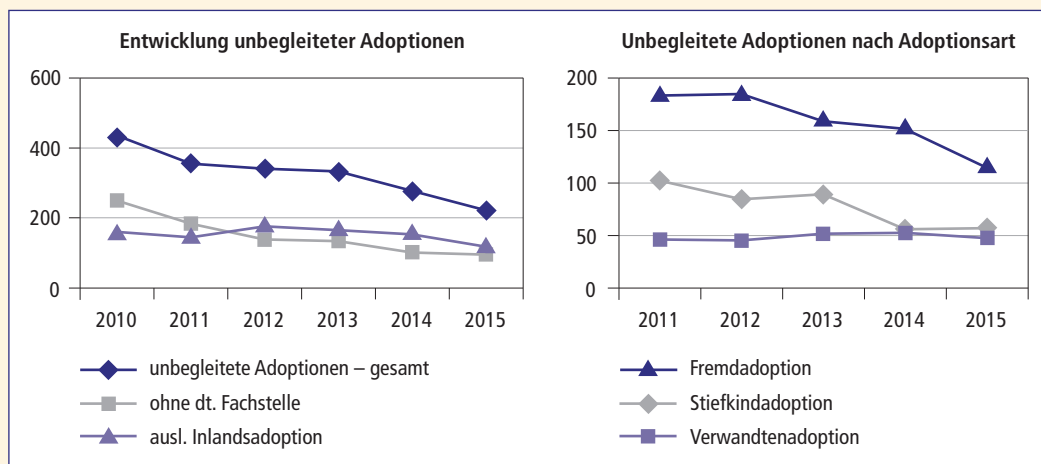 Entwicklung unbegleiteter Adoptionen
600
400
200
0
2010 2011 2012 2013 2014 2015
unbegleitete Adoptionen – gesamt
ohne dt. Fachstelle
ausl. Inlandsadoption
Unbegleitete Adoptionen nach Adoptionsart
200
150
100
50
0
2011 2012 2013 2014 2015
Fremdadoption
Stiefkindadoption
Verwandtenadoption